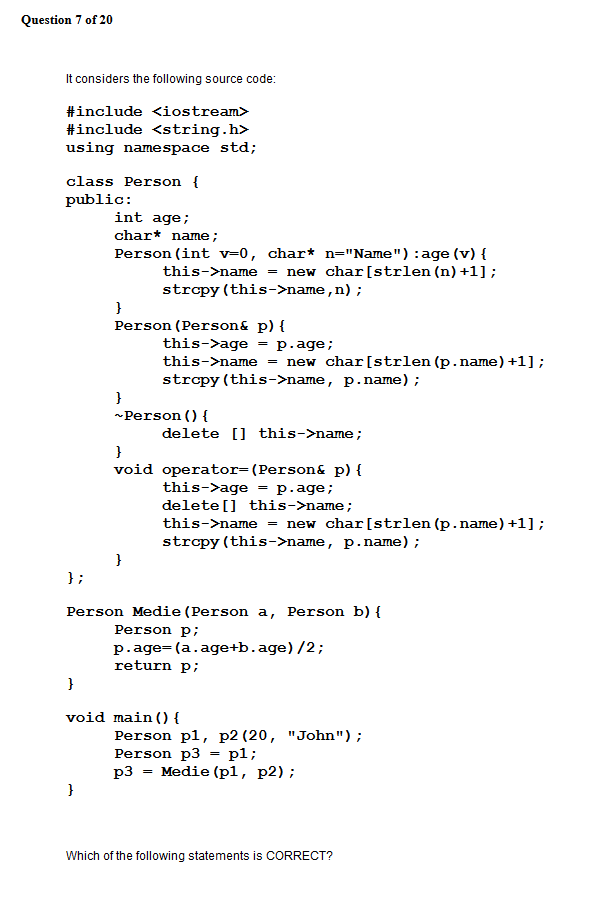 Question 7 of 20
It considers the following source code:
#include <iostream>
#include <string.h>
using namespace std;
class Person {
public:
int age;
char* name;
Person(int v=0, char* n="Name"):age(v){
this->name = new char[strlen(n)+1];
strcpy(this->name,n);
}
Person(Person& p){
this->age = p.age;
this->name = new char[strlen(p.name)+1];
strcpy(this->name, p.name);
}
~Person(){
delete [] this->name;
}
void operator=(Person& p){
this->age = p.age;
delete[] this->name;
this->name = new char[strlen(p.name)+1];
strcpy(this->name, p.name);
}
};
Person Medie(Person a, Person b){
Person p;
p.age=(a.age+b.age)/2;
return p;
}
void main(){
Person p1, p2(20, "John");
Person p3 = p1;
p3 = Medie(p1, p2);
}
Which of the following statements is CORRECT?